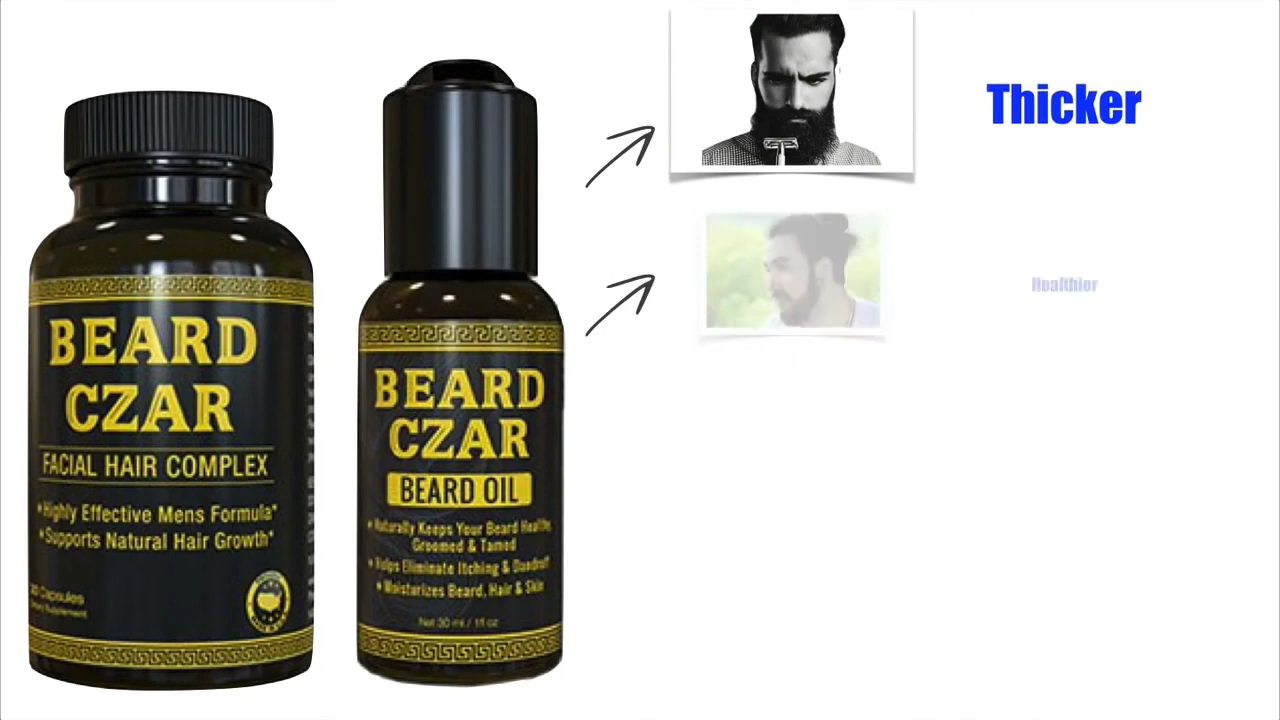 BEARD
CZAR
FACIAL HAIR COMPLEX
★Highly Effective Mens Formula*
★Supports Natural Hair Growth*
Capsules
BEARD
CZAR
BEARD OIL
★ Naturally Keeps Your Beard Healthy,
Groomed & Tamed
★ Helps Eliminate Itching & Dandruff
★ Moisturizes Beard, Hair & Skin
Net 30 ml / 1fl oz
Thicker
Healthier